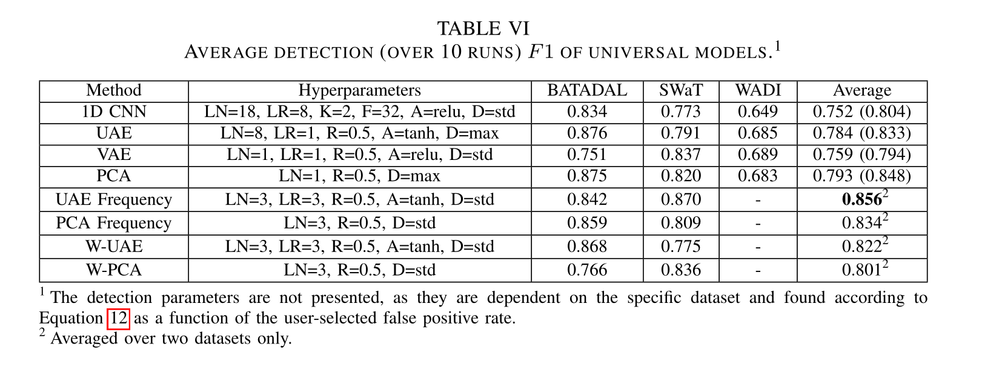 TABLE VI
AVERAGE DETECTION (OVER 10 RUNS) F1 OF UNIVERSAL MODELS.1
Method Hyperparameters BATADAL SWaT WADI Average
1D CNN LN=18, LR=8, K=2, F=32, A=relu, D=std 0.834 0.773 0.649 0.752 (0.804)
UAE LN=8, LR=1, R=0.5, A=tanh, D=max 0.876 0.791 0.685 0.784 (0.833)
VAE LN=1, LR=1, R=0.5, A=relu, D=std 0.751 0.837 0.689 0.759 (0.794)
PCA LN=1, R=0.5, D=max 0.875 0.820 0.683 0.793 (0.848)
UAE Frequency LN=3, LR=3, R=0.5, A=tanh, D=std 0.842 0.870 - 0.8562
PCA Frequency LN=3, R=0.5, D=std 0.859 0.809 - 0.8342
W-UAE LN=3, LR=3, R=0.5, A=tanh, D=std 0.868 0.775 - 0.8222
W-PCA LN=3, R=0.5, D=std 0.766 0.836 - 0.8012
1 The detection parameters are not presented, as they are dependent on the specific dataset and found according to
Equation 12 as a function of the user-selected false positive rate.
2 Averaged over two datasets only.